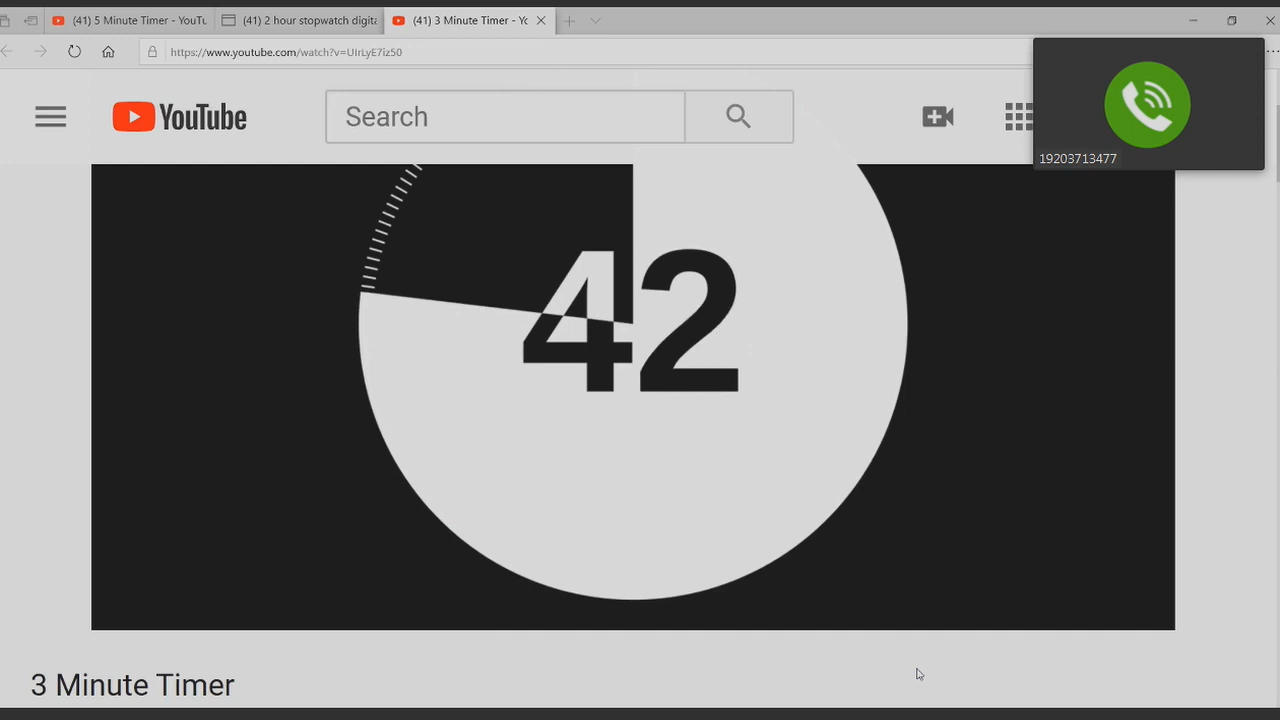 (41) 5 Minute Timer - YouTu
(41) 2 hour stopwatch digita
(41) 3 Minute Timer - Yo
https://www.youtube.com/watch?v=UIrLyE7iz50
YouTube
Search
19203713477
42
3 Minute Timer